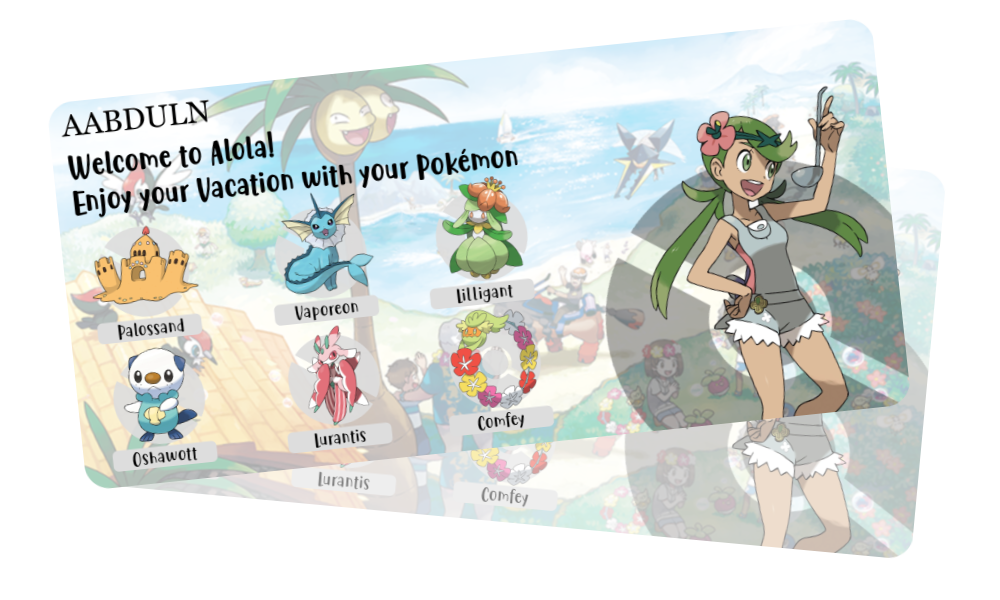 AABDULN
Welcome to Alola!
Enjoy your Vacation with your Pokémon
Palossand
Vaporeon
lilligant
Oshawott
lurantis
Comfey
lurantis
Comfey